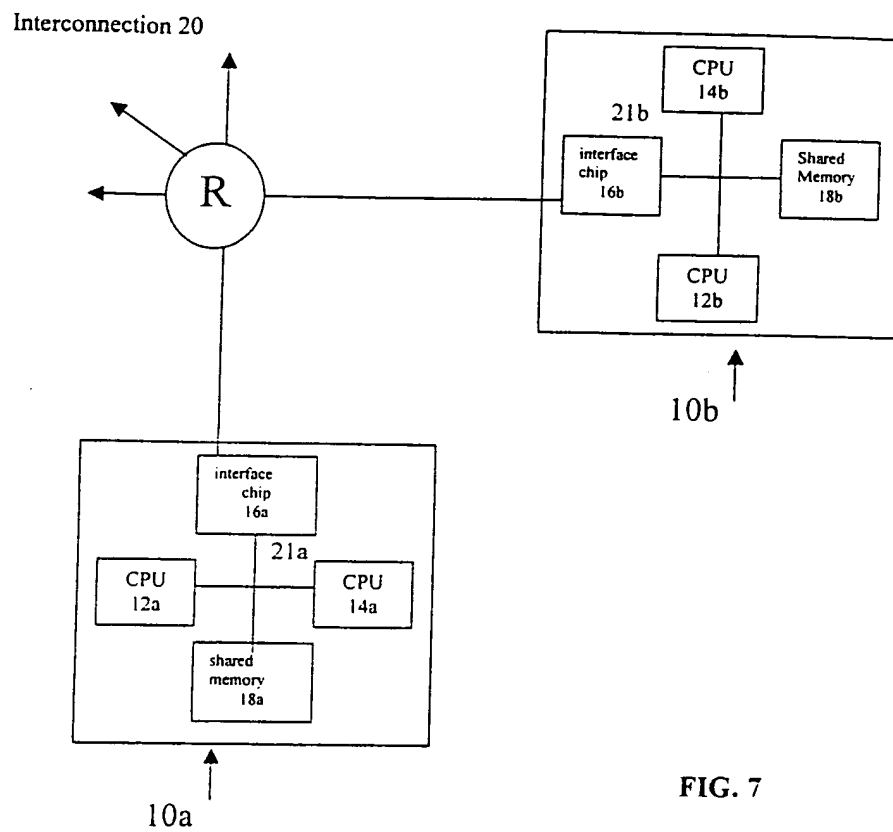 Interconnection 20
R
CPU
14b
21b
interface
chip
16b
Shared
Memory
18b
CPU
12b
10b
interface
chip
16a
21a
CPU
12a
CPU
14a
shared
memory
18a
10a
FIG. 7